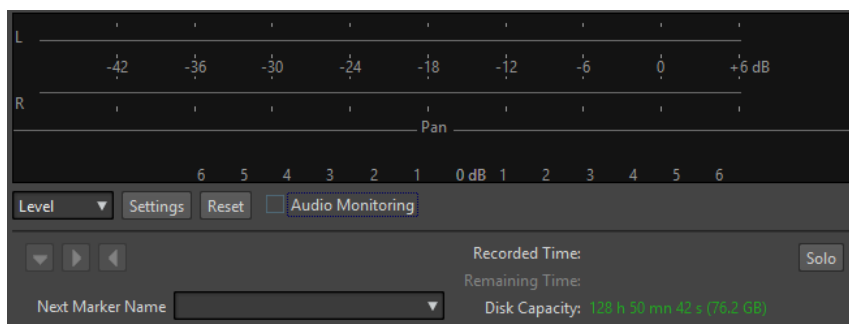 L
-42 -36 -30 -24 -18 -12 -6 0 +6 dB
R
Pan
6 5 4 3 2 1 0 dB 1 2 3 4 5 6
Level Settings Reset Audio Monitoring
Recorded Time: Solo
Remaining Time:
Next Marker Name Disk Capacity: 128 h 50 mn 42 s (76.2 GB)